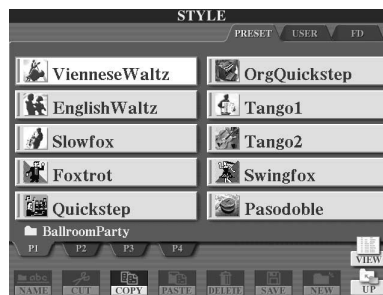 STYLE
PRESET USER FD
VienneseWaltz OrgQuickstep
EnglishWaltz Tango1
Slowfox Tango2
Foxtrot Swingfox
Quickstep Pasodoble
BallroomParty
P1 P2 P3 P4
VIEW
abc
NAME CUT COPY PASTE DELETE SAVE NEW UP